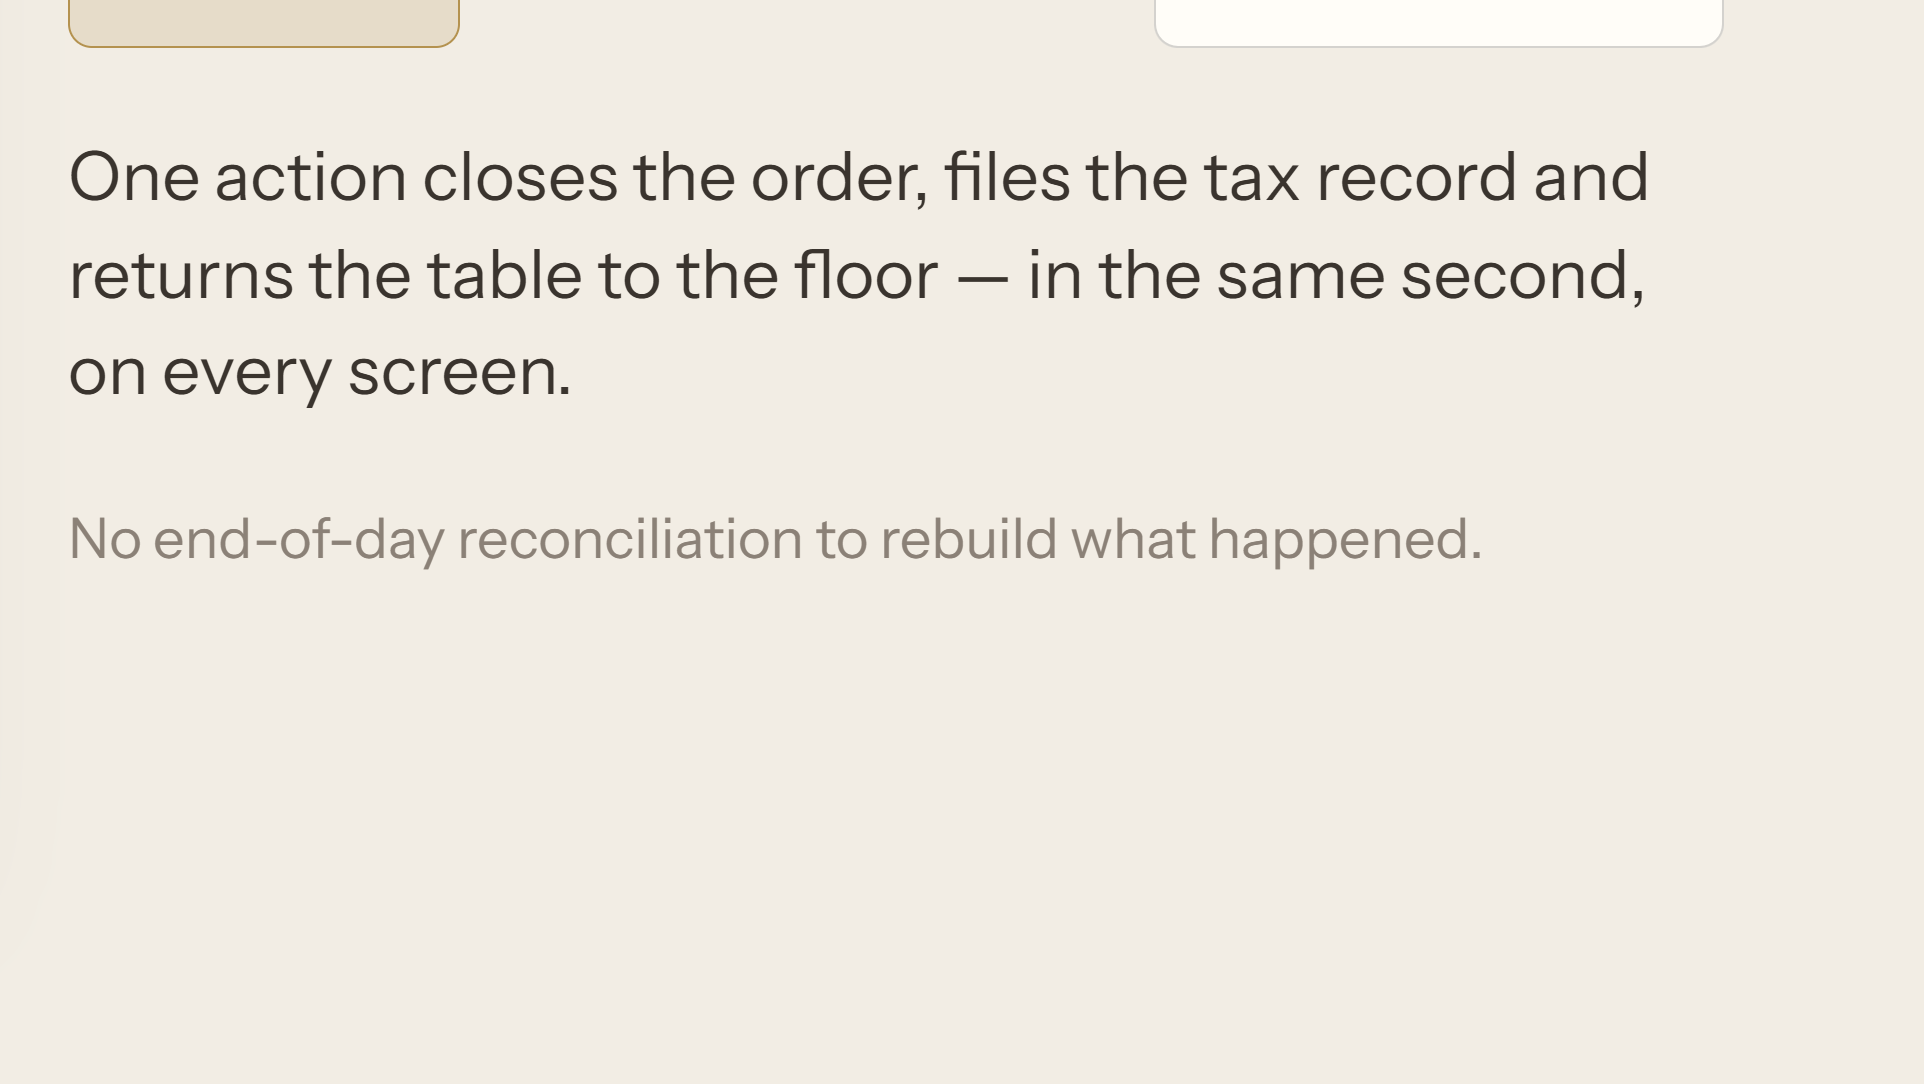 One action closes the order, files the tax record and
returns the table to the floor — in the same second,
on every screen.
No end-of-day reconciliation to rebuild what happened.